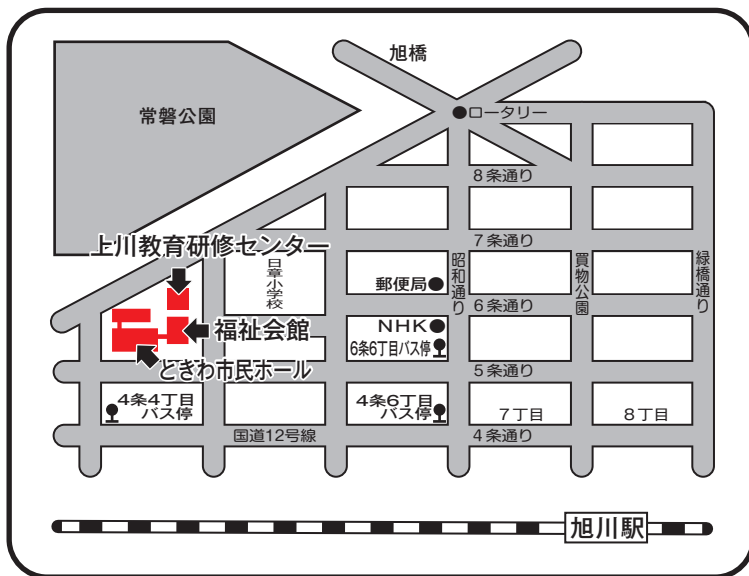 旭橋
常磐公園
ロータリー
8条通り
上川教育研修センター
7条通り
日章小学校
郵便局
昭和通り
買物公園
緑橋通り
6条通り
福祉会館
NHK
6条6丁目バス停
ときわ市民ホール
5条通り
4条4丁目
バス停
4条6丁目
バス停
7丁目
8丁目
国道12号線
4条通り
旭川駅